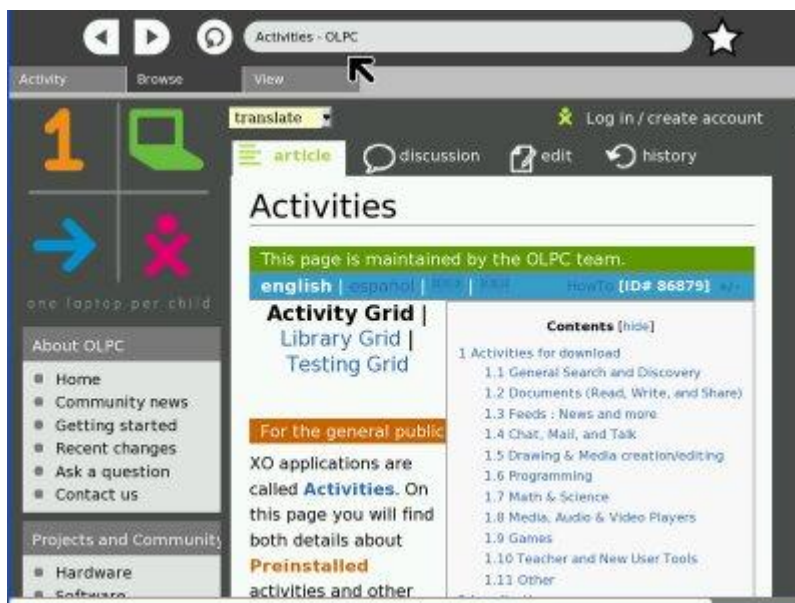 Activities - OLPC
Activity
Browse
View
translate
Log in / create account
article
discussion
edit
history
one laptop per child
Activities
This page is maintained by the OLPC team.
english | español |
HowTo [ID# 86879] +/-
Activity Grid |
Library Grid |
Testing Grid
For the general public
XO applications are
called Activities. On
this page you will find
both details about
Preinstalled
activities and other
Contents [hide]
1 Activities for download
1.1 General Search and Discovery
1.2 Documents (Read, Write, and Share)
1.3 Feeds : News and more
1.4 Chat, Mail, and Talk
1.5 Drawing & Media creation/editing
1.6 Programming
1.7 Math & Science
1.8 Media, Audio & Video Players
1.9 Games
1.10 Teacher and New User Tools
1.11 Other
About OLPC
Home
Community news
Getting started
Recent changes
Ask a question
Contact us
Projects and Community
Hardware
Software